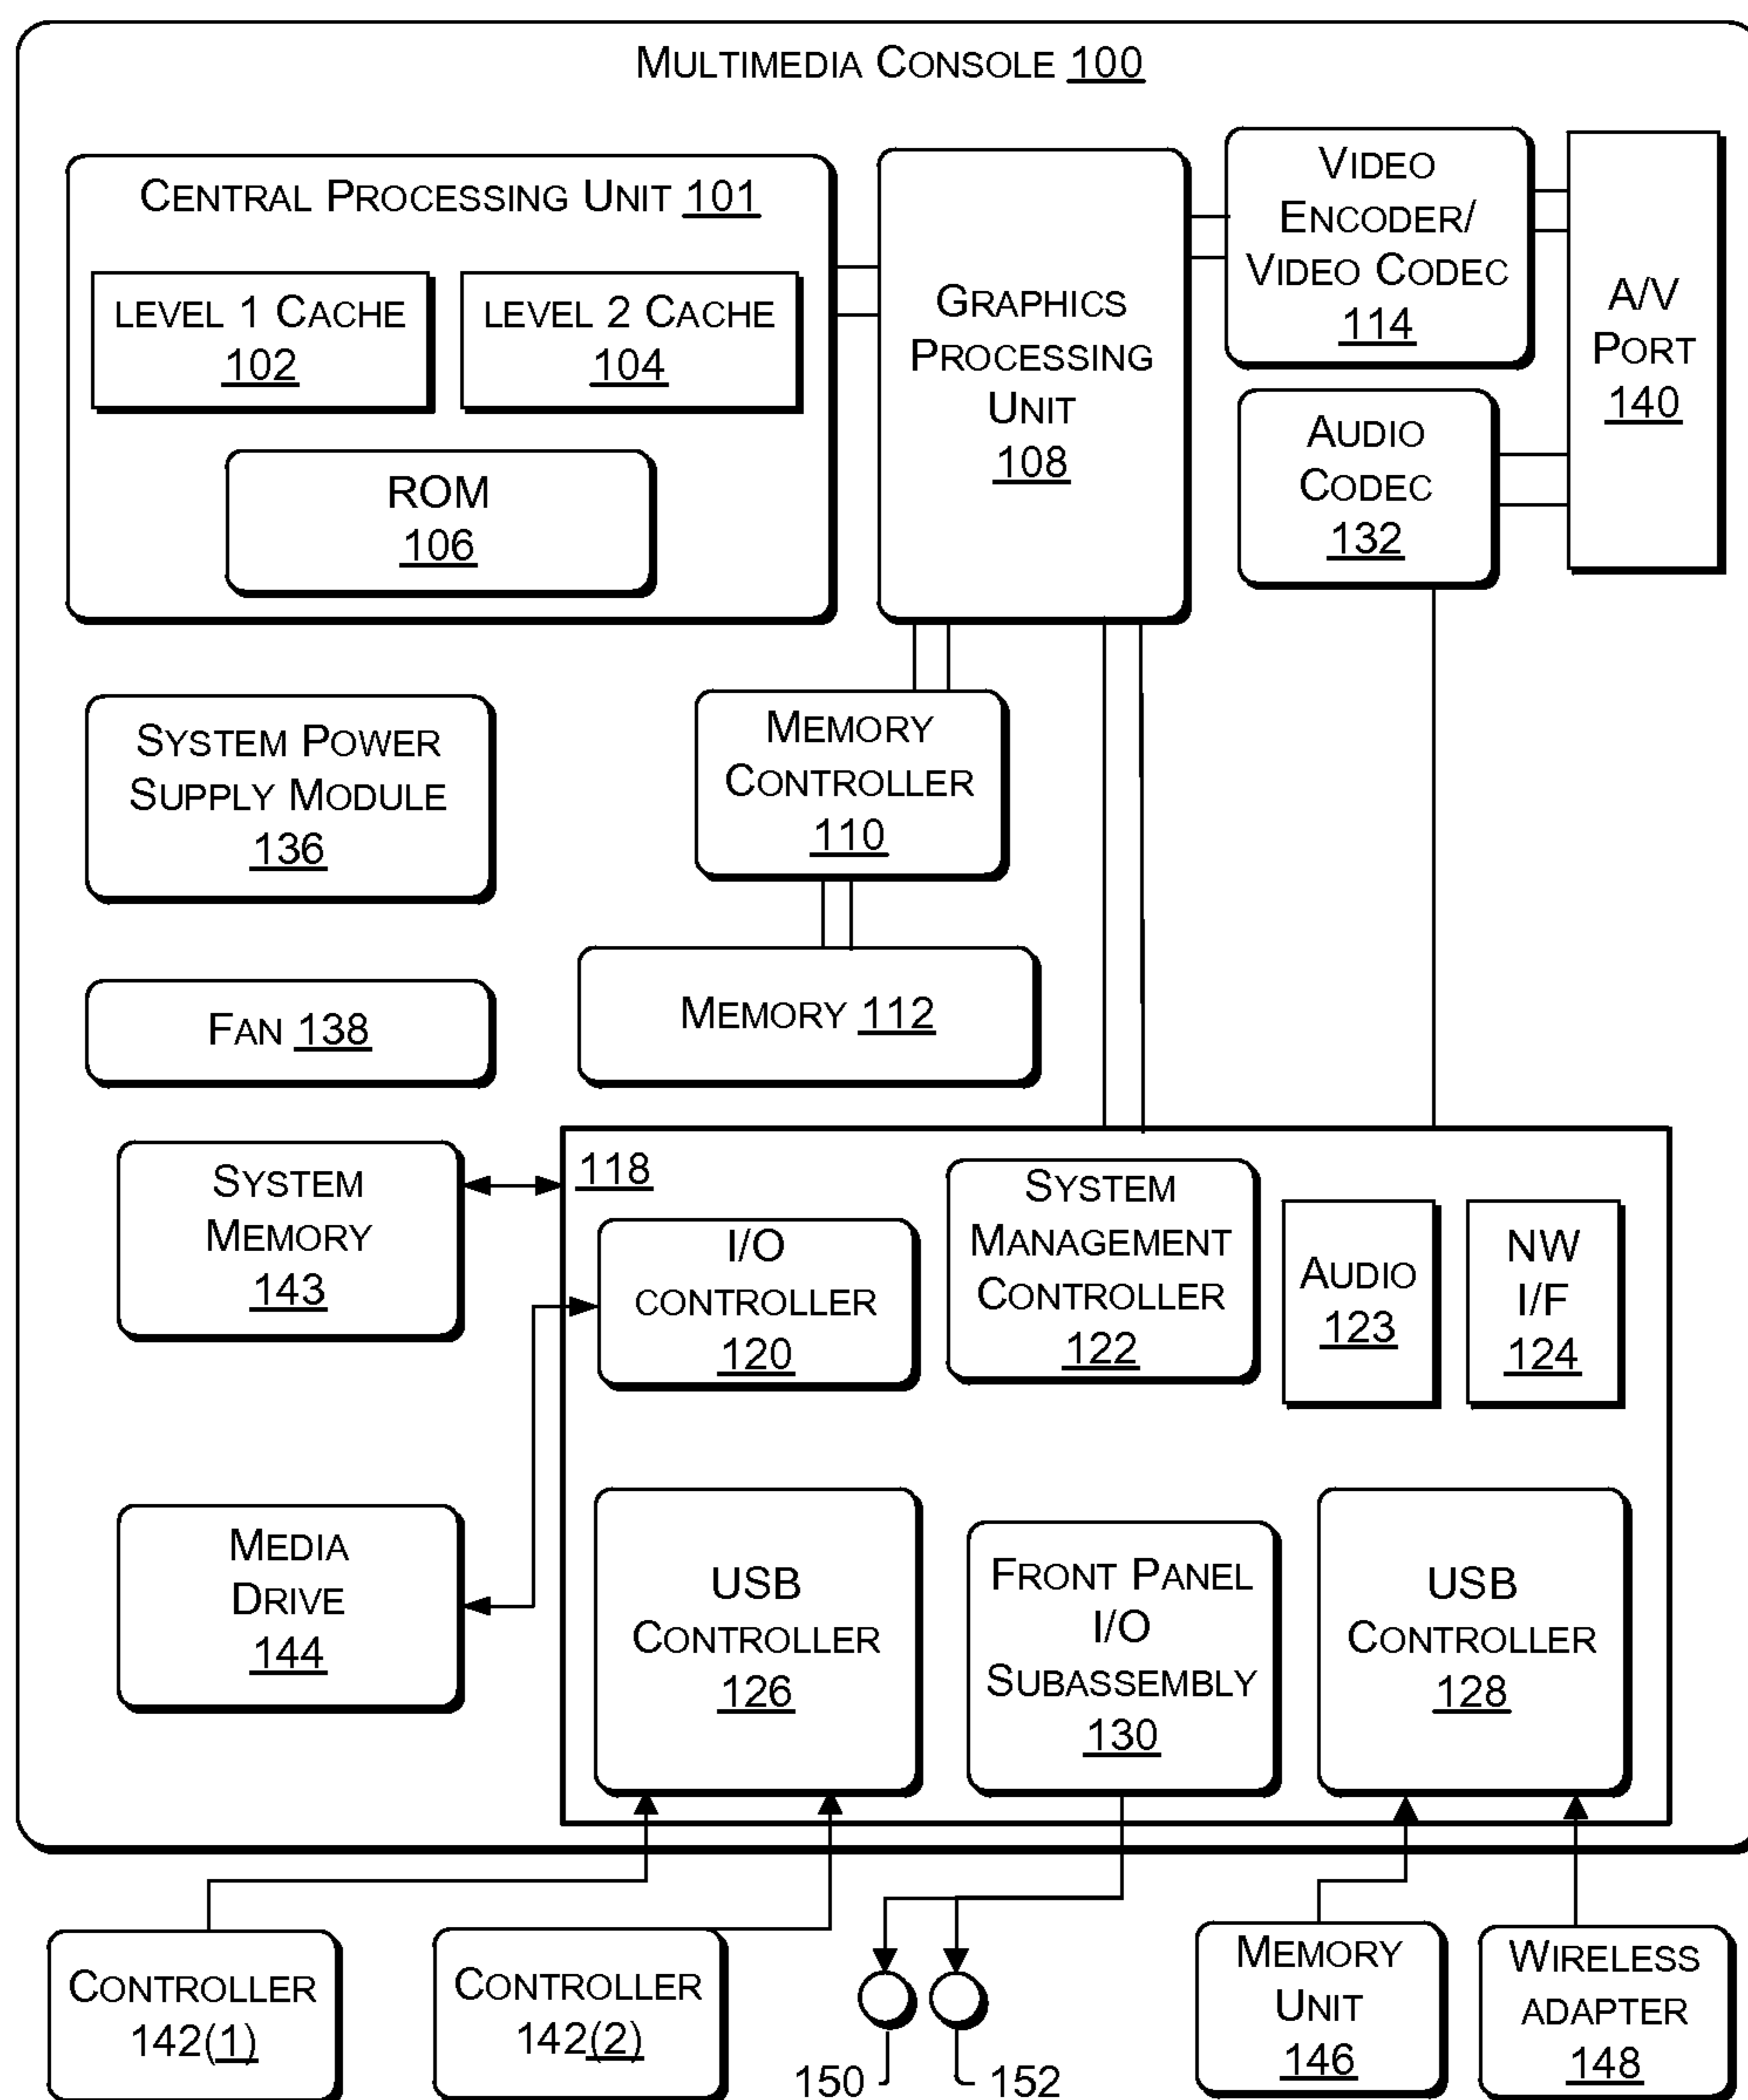 MULTIMEDIA CONSOLE 100
CENTRAL PROCESSING UNIT 101
LEVEL 1 CACHE
102
LEVEL 2 CACHE
104
ROM
106
GRAPHICS
PROCESSING
UNIT
108
VIDEO
ENCODER/
VIDEO CODEC
114
A/V
PORT
140
AUDIO
CODEC
132
SYSTEM POWER
SUPPLY MODULE
136
MEMORY
CONTROLLER
110
FAN 138
MEMORY 112
SYSTEM
MEMORY
143
118
I/O
CONTROLLER
120
SYSTEM
MANAGEMENT
CONTROLLER
122
AUDIO
123
NW
I/F
124
MEDIA
DRIVE
144
USB
CONTROLLER
126
FRONT PANEL
I/O
SUBASSEMBLY
130
USB
CONTROLLER
128
CONTROLLER
142(1)
CONTROLLER
142(2)
150
152
MEMORY
UNIT
146
WIRELESS
ADAPTER
148